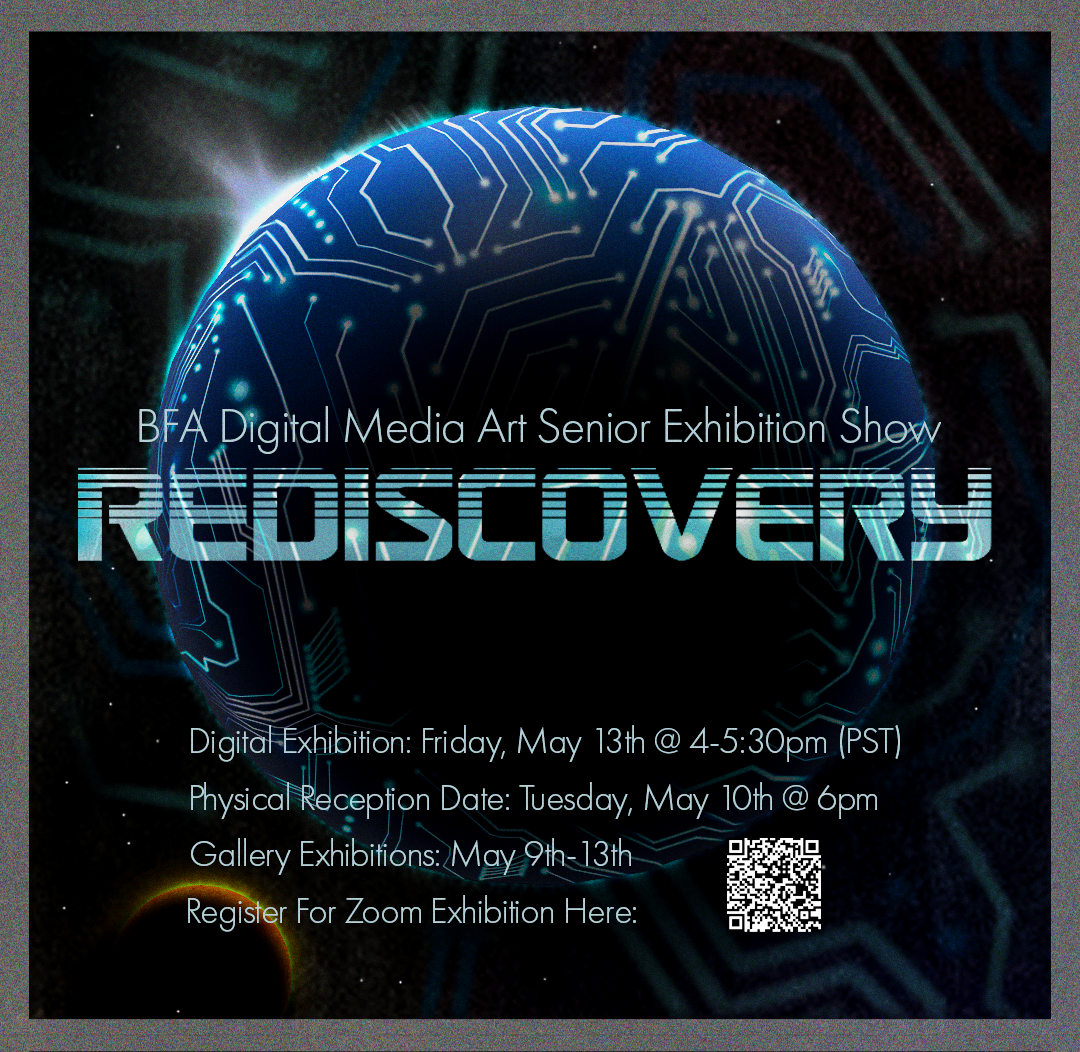 BFA Digital Media Art Senior Exhibition Show
REDISCOVERY
Digital Exhibition: Friday, May 13th @ 4-5:30pm (PST)
Physical Reception Date: Tuesday, May 10th @ 6pm
Gallery Exhibitions: May 9th-13th
Register For Zoom Exhibition Here: